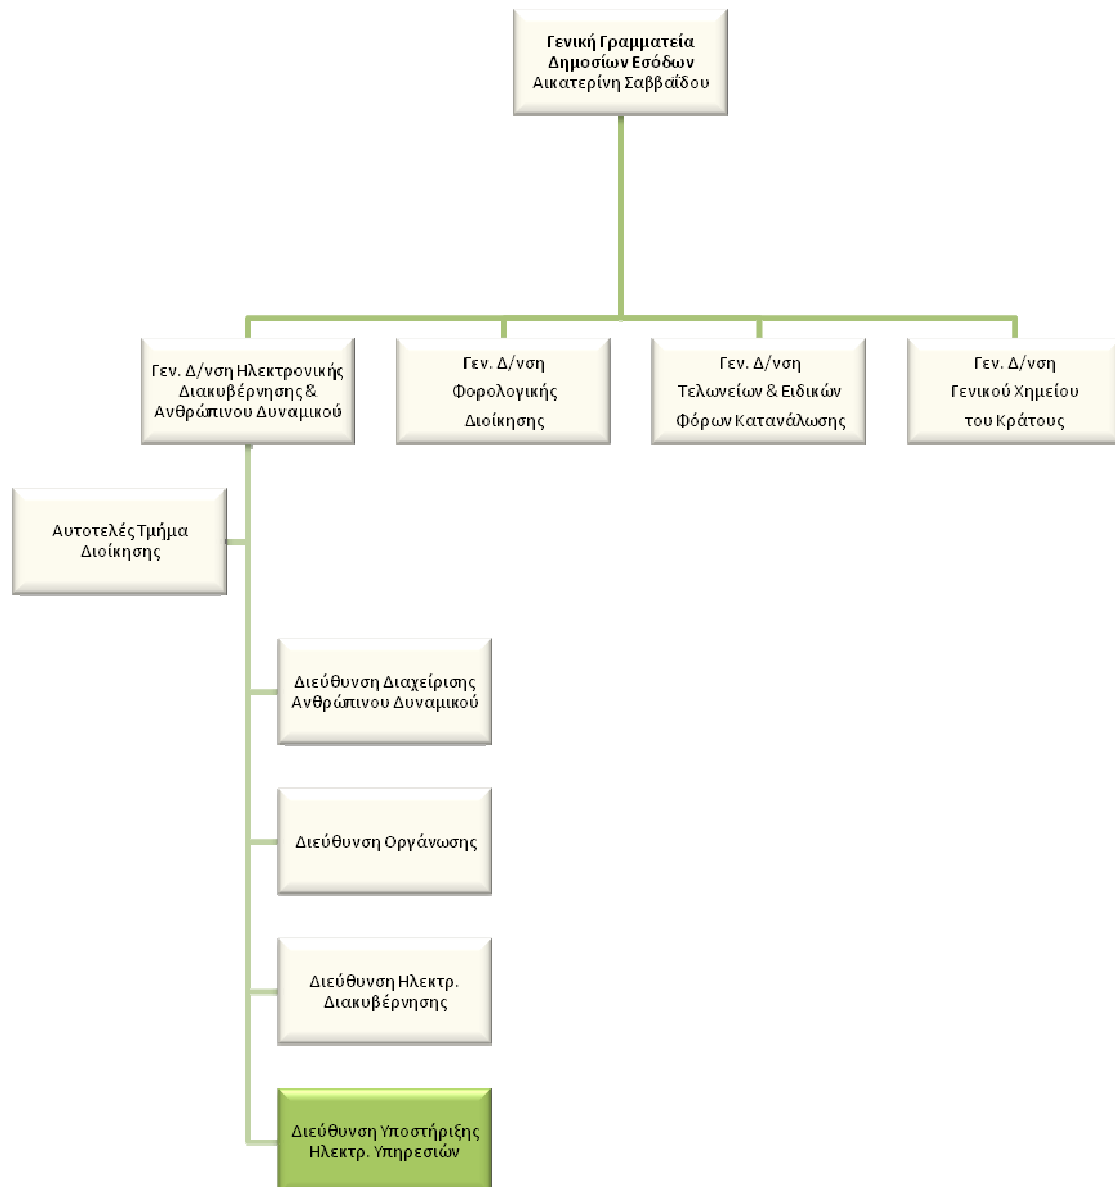 Γενική Γραμματεία
Δημοσίων Εσόδων
Αικατερίνη Σαββαΐδου
Γεν. Δ/νση Ηλεκτρονικής
Διακυβέρνησης &
Ανθρώπινου Δυναμικού
Γεν. Δ/νση
Φορολογικής
Διοίκησης
Γεν. Δ/νση
Τελωνείων & Ειδικών
Φόρων Κατανάλωσης
Γεν. Δ/νση
Γενικού Χημείου
του Κράτους
Αυτοτελές Τμήμα
Διοίκησης
Διεύθυνση Διαχείρισης
Ανθρώπινου Δυναμικού
Διεύθυνση Οργάνωσης
Διεύθυνση Ηλεκτρ.
Διακυβέρνησης
Διεύθυνση Υποστήριξης
Ηλεκτρ. Υπηρεσιών